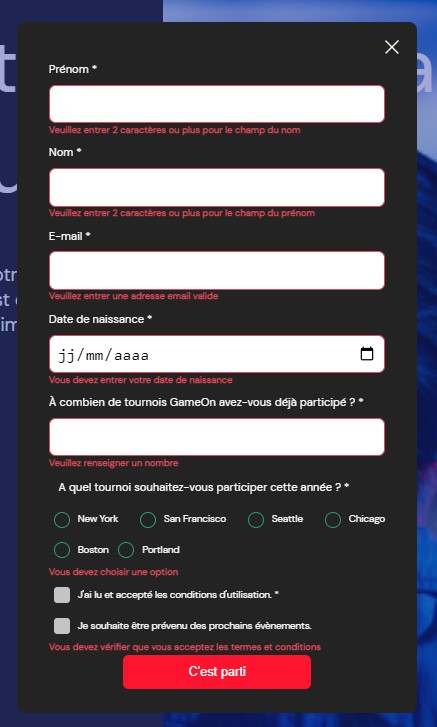 Prénom *
Veuillez entrer 2 caractères ou plus pour le champ du nom
Nom *
Veuillez entrer 2 caractères ou plus pour le champ du prénom
E-mail *
Veuillez entrer une adresse email valide
Date de naissance *
jj/mm/aaaa
Vous devez entrer votre date de naissance
À combien de tournois GameOn avez-vous déjà participé ? *
Veuillez renseigner un nombre
A quel tournoi souhaitez-vous participer cette année ? *
New York San Francisco Seattle Chicago
Boston Portland
Vous devez choisir une option
J'ai lu et accepté les conditions d'utilisation. *
Je souhaite être prévenu des prochains évènements.
Vous devez vérifier que vous acceptez les termes et conditions
C'est parti